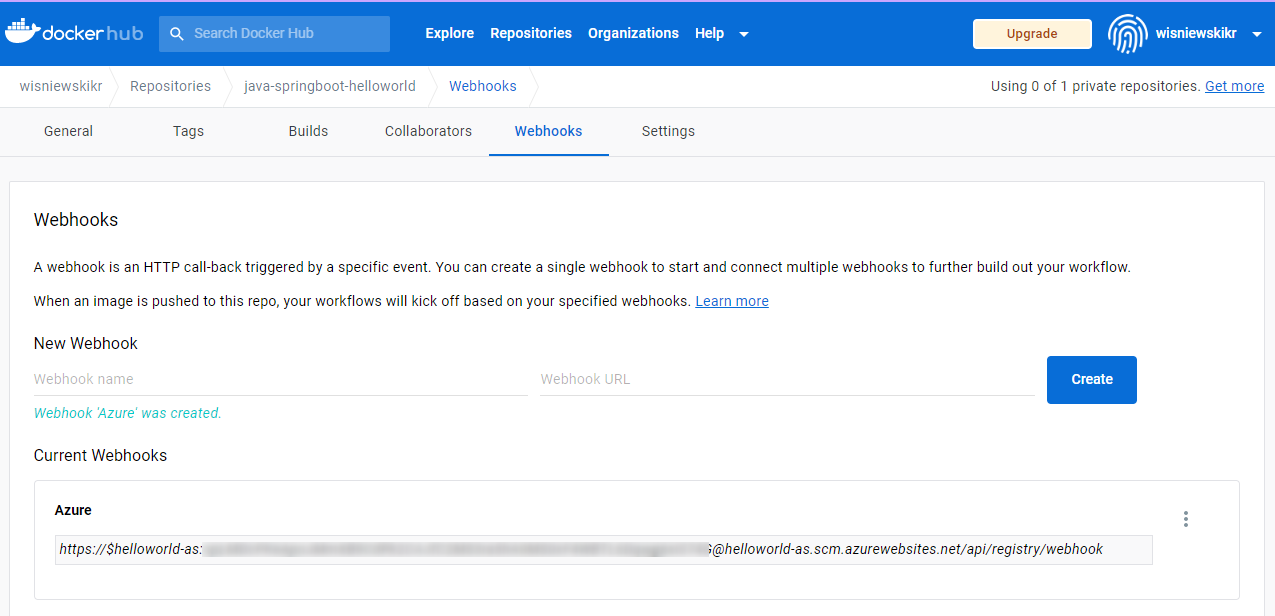 dockerhub Search Docker Hub Explore Repositories Organizations Help Upgrade wisniewskikr
wisniewskikr Repositories java-springboot-helloworld Webhooks Using 0 of 1 private repositories. Get more
General Tags Builds Collaborators Webhooks Settings
Webhooks
A webhook is an HTTP call-back triggered by a specific event. You can create a single webhook to start and connect multiple webhooks to further build out your workflow.
When an image is pushed to this repo, your workflows will kick off based on your specified webhooks. Learn more
New Webhook
Webhook name Webhook URL Create
Webhook 'Azure' was created.
Current Webhooks
Azure
https://$helloworld-as: @helloworld-as.scm.azurewebsites.net/api/registry/webhook